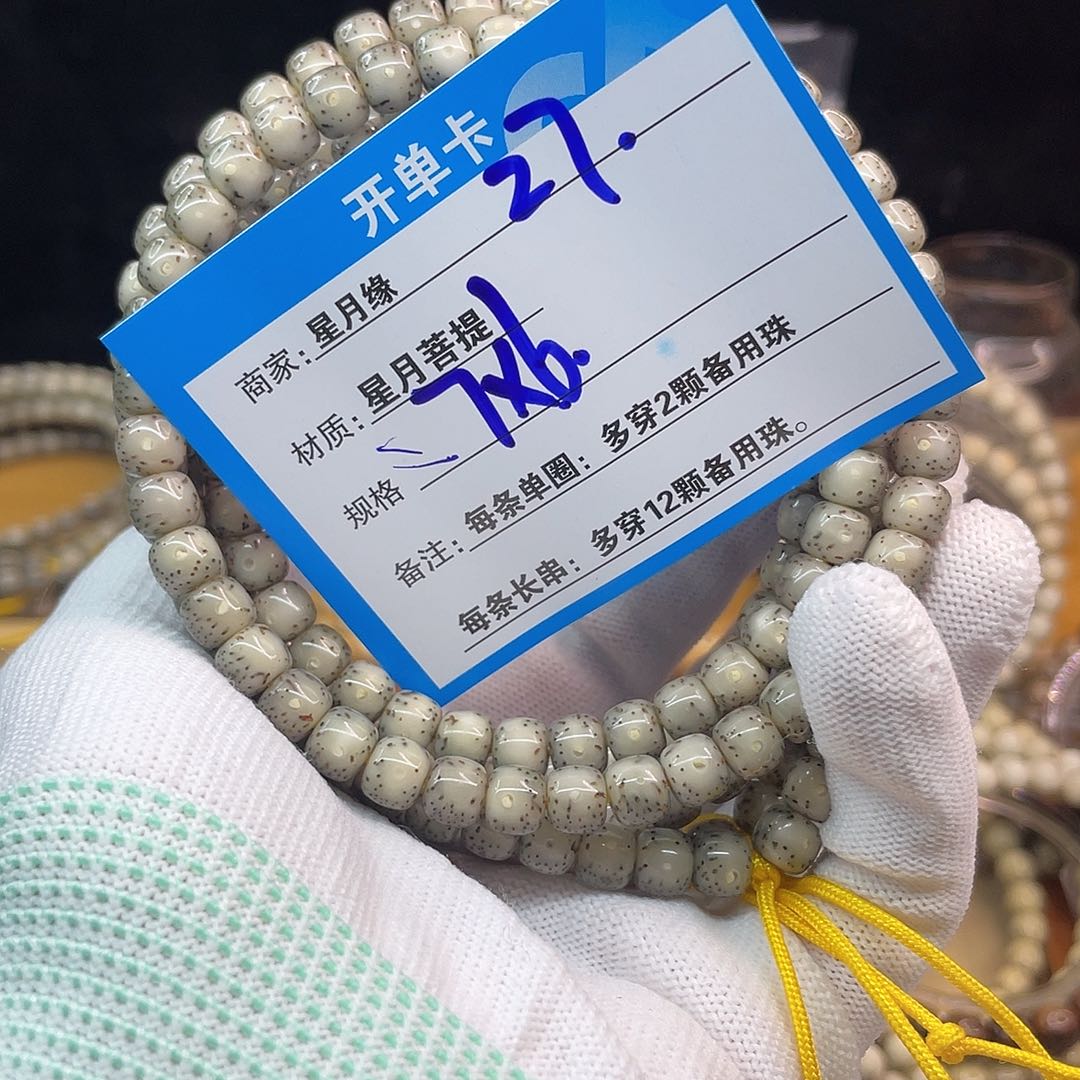 开单卡
27.
商家：星月缘
材质：星月菩提
7X6.
规格
备注：每条单圈：多穿2颗备用珠
每条长串：多穿12颗备用珠。